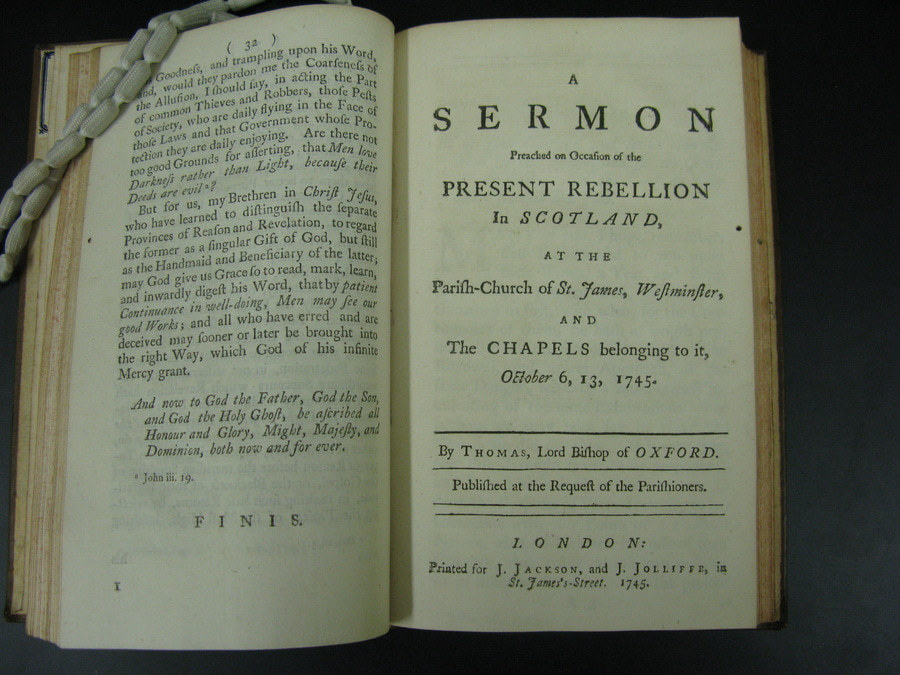 ( 32 )
Goodneſs, and trampling upon his Word,
and, would they pardon me the Coarſeneſs of
the Alluſion, I ſhould ſay, in acting the Part
of common Thieves and Robbers, thoſe Peſts
of Society, who are daily flying in the Face of
thoſe Laws and that Government whoſe Pro-
tection they are daily enjoying. Are there not
too good Grounds for aſſerting, that Men love
Darkneſs rather than Light, becauſe their
Deeds are evil ª?
But for us, my Brethren in Chriſt Jeſus,
who have learned to diſtinguiſh the ſeparate
Provinces of Reaſon and Revelation, to regard
the former as a ſingular Gift of God, but ſtill
as the Handmaid and Beneficiary of the latter;
may God give us Grace ſo to read, mark, learn,
and inwardly digeſt his Word, that by patient
Continuance in well-doing, Men may ſee our
good Works; and all who have erred and are
deceived may ſooner or later be brought into
the right Way, which God of his infinite
Mercy grant.
And now to God the Father, God the Son,
and God the Holy Ghoſt, be aſcribed all
Honour and Glory, Might, Majeſty, and
Dominion, both now and for ever.
ª John iii. 19.
FINIS.
A
SERMON
Preached on Occaſion of the
PRESENT REBELLION
In SCOTLAND,
AT THE
Pariſh-Church of St. James, Weſtminſter,
AND
The CHAPELS belonging to it,
October 6, 13, 1745.
By THOMAS, Lord Biſhop of OXFORD.
Publiſhed at the Requeſt of the Pariſhioners.
LONDON:
Printed for J. JACKSON, and J. JOLLIFFE, in
St. James's-Street. 1745.